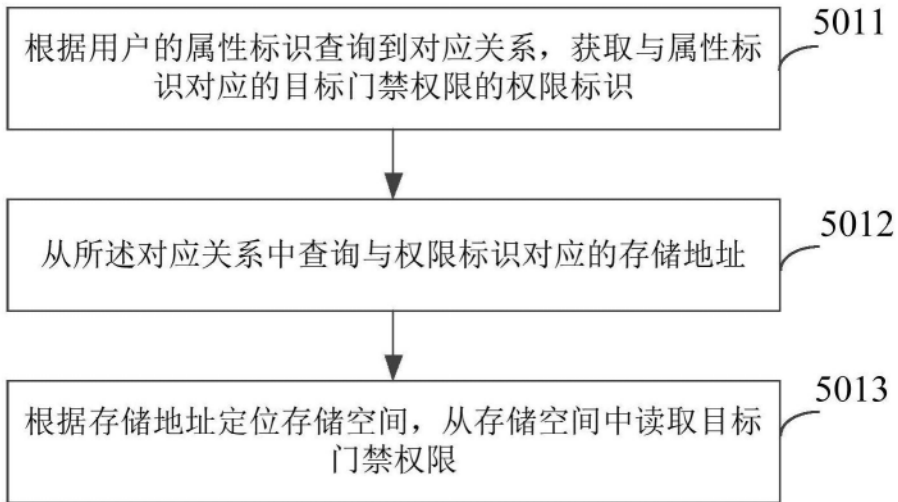 根据用户的属性标识查询到对应关系，获取与属性标
识对应的目标门禁权限的权限标识
5011
从所述对应关系中查询与权限标识对应的存储地址
5012
根据存储地址定位存储空间，从存储空间中读取目标
门禁权限
5013